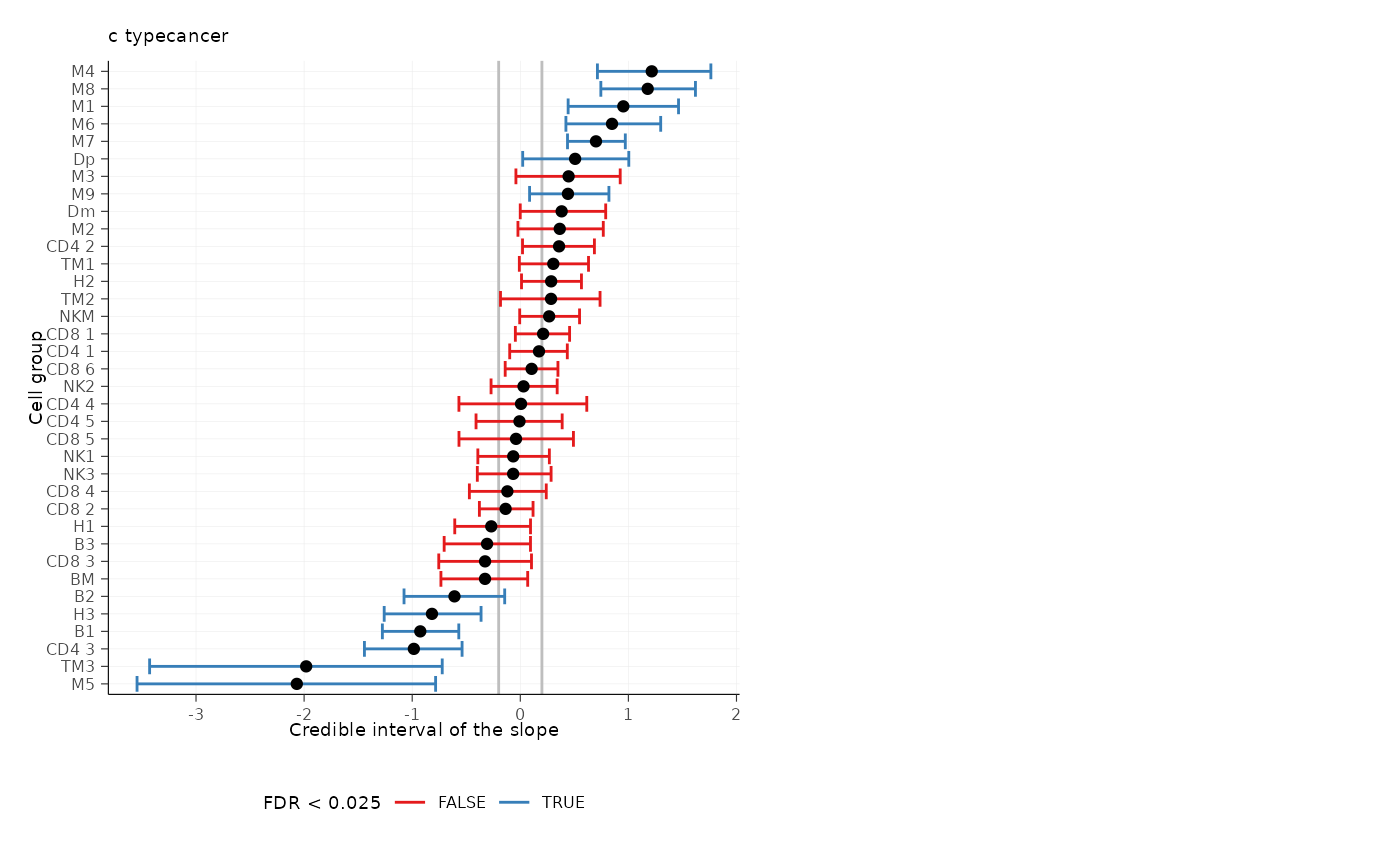 c typecancer
M4
M8
M1
M6
M7
Dp
M3
M9
Dm
M2
CD4 2
TM1
H2
TM2
NKM
CD8 1
CD4 1
CD8 6
NK2
CD4 4
CD4 5
CD8 5
NK1
NK3
CD8 4
CD8 2
H1
B3
CD8 3
BM
B2
H3
B1
CD4 3
TM3
M5
Cell group
-3 -2 -1 0 1 2
Credible interval of the slope
FDR < 0.025 FALSE TRUE